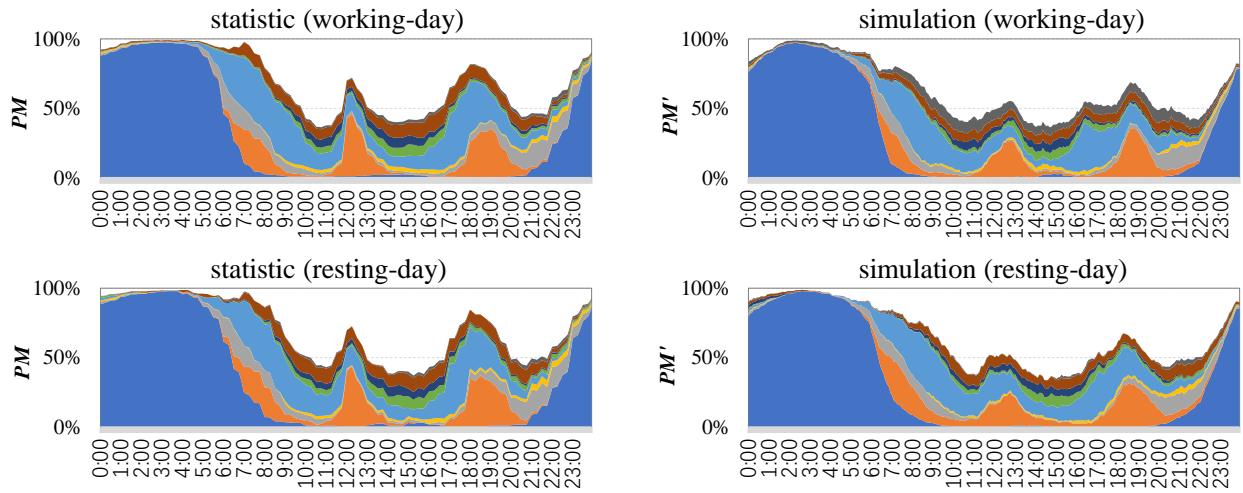 statistic (working-day)
100%
50%
0%
PM
0:00 1:00 2:00 3:00 4:00 5:00 6:00 7:00 8:00 9:00 10:00 11:00 12:00 13:00 14:00 15:00 16:00 17:00 18:00 19:00 20:00 21:00 22:00 23:00
simulation (working-day)
100%
50%
0%
PM'
0:00 1:00 2:00 3:00 4:00 5:00 6:00 7:00 8:00 9:00 10:00 11:00 12:00 13:00 14:00 15:00 16:00 17:00 18:00 19:00 20:00 21:00 22:00 23:00
statistic (resting-day)
100%
50%
0%
PM
0:00 1:00 2:00 3:00 4:00 5:00 6:00 7:00 8:00 9:00 10:00 11:00 12:00 13:00 14:00 15:00 16:00 17:00 18:00 19:00 20:00 21:00 22:00 23:00
simulation (resting-day)
100%
50%
0%
PM'
0:00 1:00 2:00 3:00 4:00 5:00 6:00 7:00 8:00 9:00 10:00 11:00 12:00 13:00 14:00 15:00 16:00 17:00 18:00 19:00 20:00 21:00 22:00 23:00